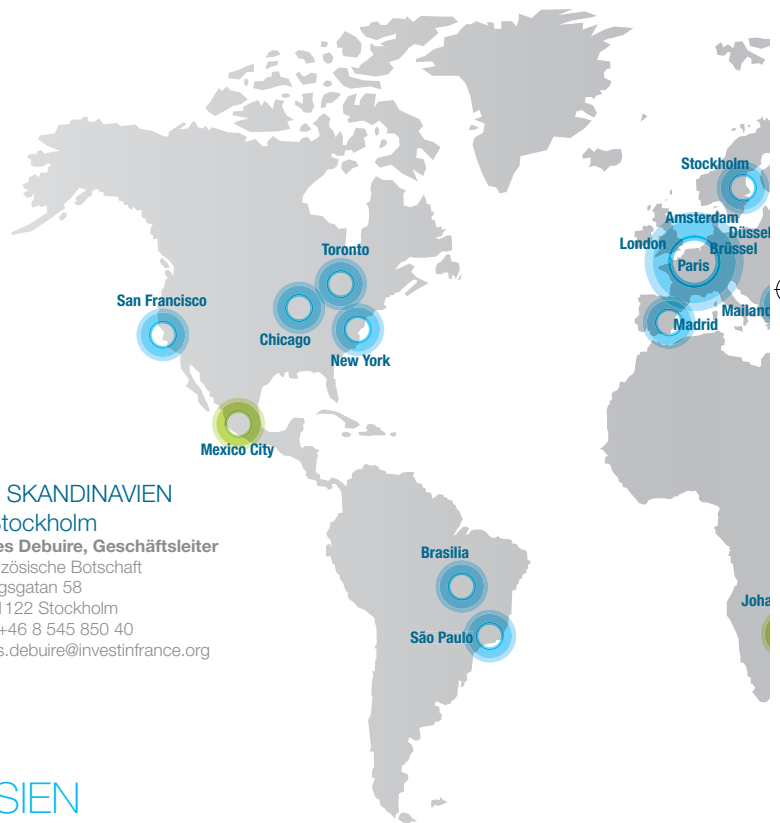 Stockholm
Amsterdam
Düssel
London
Brüssel
Paris
Toronto
San Francisco
Mailand
Madrid
Chicago
New York
Mexico City
SKANDINAVIEN
Stockholm
es Debuire, Geschäftsleiter
zösische Botschaft
gsgatan 58
1122 Stockholm
+46 8 545 850 40
s.debuire@investinfrance.org
Brasilia
Joha
São Paulo
SIEN